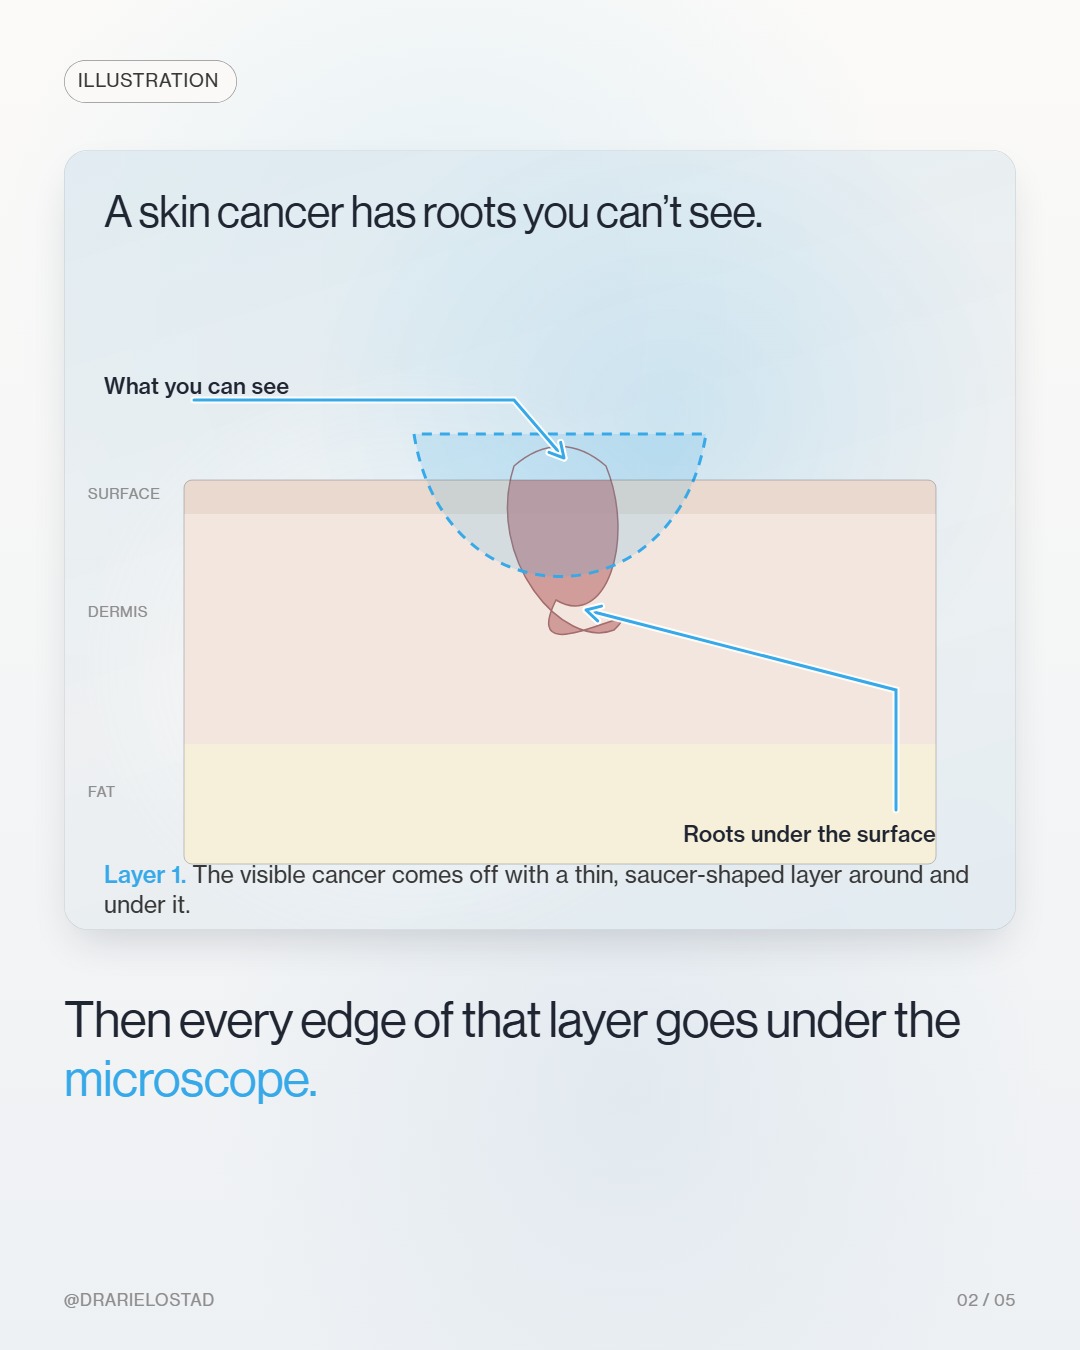 ILLUSTRATION
A skin cancer has roots you can’t see.
What you can see
SURFACE
DERMIS
FAT
Roots under the surface
Layer 1. The visible cancer comes off with a thin, saucer-shaped layer around and
under it.
Then every edge of that layer goes under the
microscope.
@DRARIELOSTAD
02 / 05